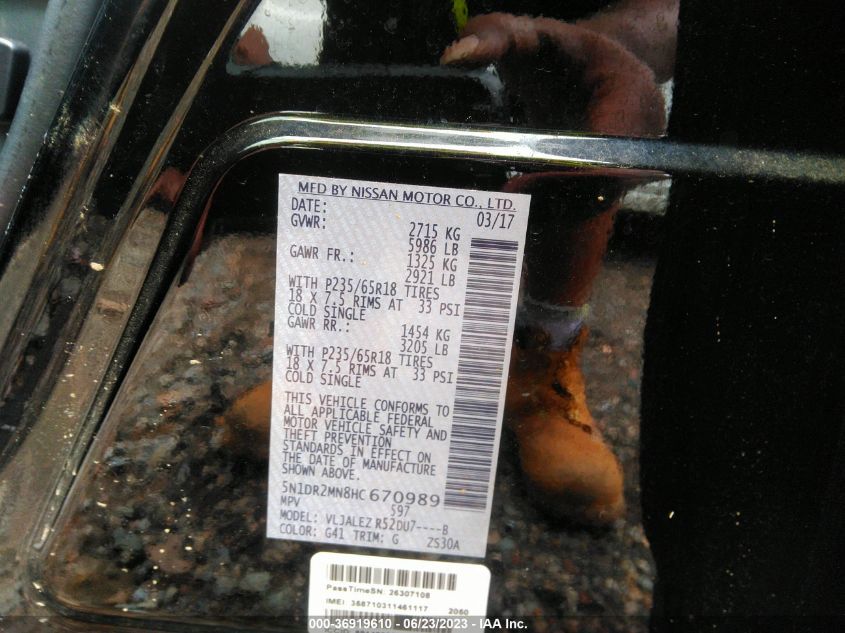 MFD BY NISSAN MOTOR CO., LTD.
DATE: 03/17
GVWR: 2715 KG
5986 LB
GAWR FR.: 1325 KG
2921 LB
WITH P235/65R18 TIRES
18 X 7.5 RIMS AT 33 PSI
COLD SINGLE
GAWR RR.: 1454 KG
3205 LB
WITH P235/65R18 TIRES
18 X 7.5 RIMS AT 33 PSI
COLD SINGLE
THIS VEHICLE CONFORMS TO
ALL APPLICABLE FEDERAL
MOTOR VEHICLE SAFETY AND
THEFT PREVENTION
STANDARDS IN EFFECT ON
THE DATE OF MANUFACTURE
SHOWN ABOVE.
5N1DR2MN8HC 670989
MPV 597
MODEL: VLJALEZ R52DU7----B
COLOR: G41 TRIM: G ZS30A
PassTimeSN: 26307108
IMEI: 358710311461117 2060
000-36919610 - 06/23/2023 - IAA Inc.